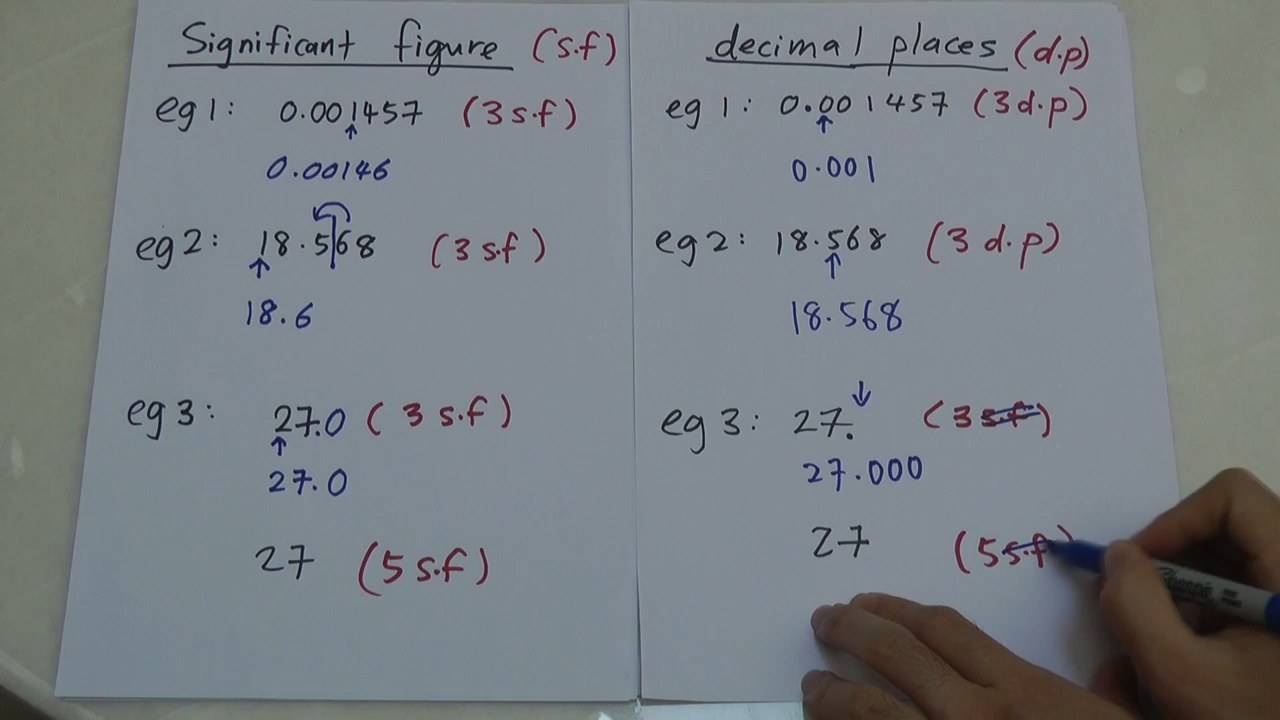 Significant figure (s.f)
eg 1: 0.001457 (3 s.f)
0.00146
eg 2: 18.568 (3 s.f)
18.6
eg 3: 27.0 (3 s.f)
27.0
27 (5 s.f)
decimal places (d.p)
eg 1: 0.001457 (3 d.p)
0.001
eg 2: 18.568 (3 d.p)
18.568
eg 3: 27. (3 s.f)
27.000
27 (5 s.f)
Sharpie